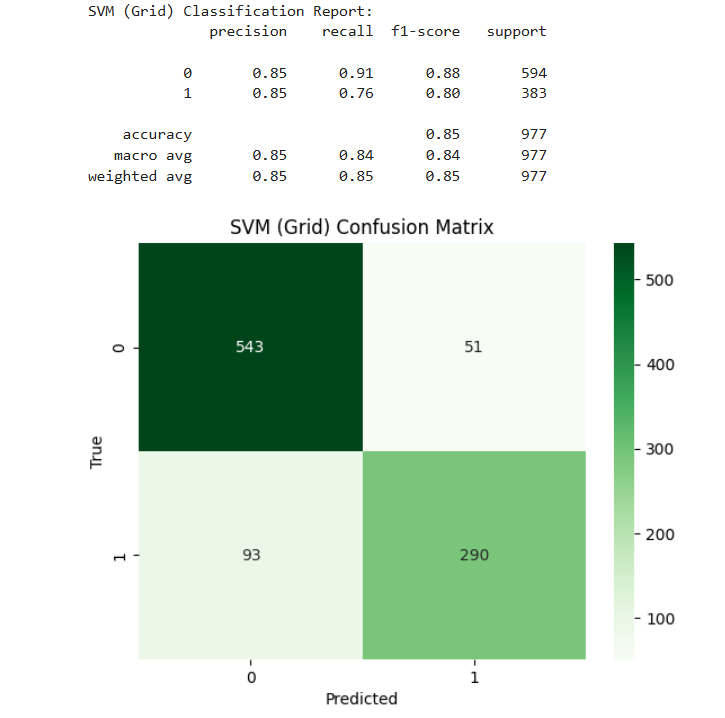 SVM (Grid) Classification Report:
precision recall f1-score support
0 0.85 0.91 0.88 594
1 0.85 0.76 0.80 383
accuracy 0.85 977
macro avg 0.85 0.84 0.84 977
weighted avg 0.85 0.85 0.85 977
SVM (Grid) Confusion Matrix
500
0 543 51
400
True
300
1 93 290
200
100
0 1
Predicted